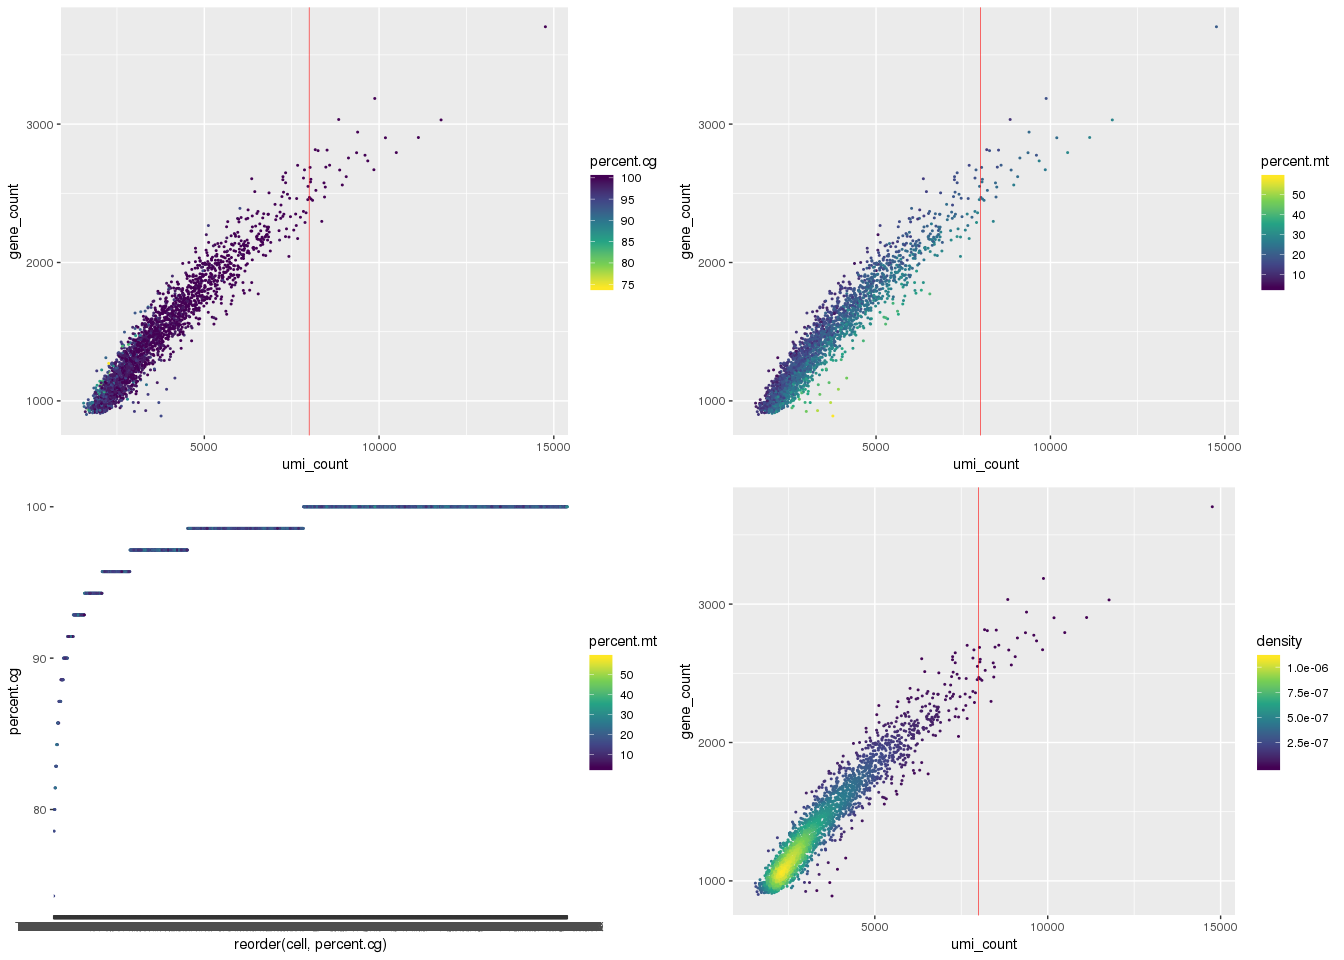 3000
2000
1000
gene_count
5000
10000
15000
umi_count
percent.cg
100
95
90
85
80
75
3000
2000
1000
gene_count
5000
10000
15000
umi_count
percent.mt
50
40
30
20
10
100
90
80
percent.cg
reorder(cell, percent.cg)
percent.mt
50
40
30
20
10
3000
2000
1000
gene_count
5000
10000
15000
umi_count
density
1.0e-06
7.5e-07
5.0e-07
2.5e-07